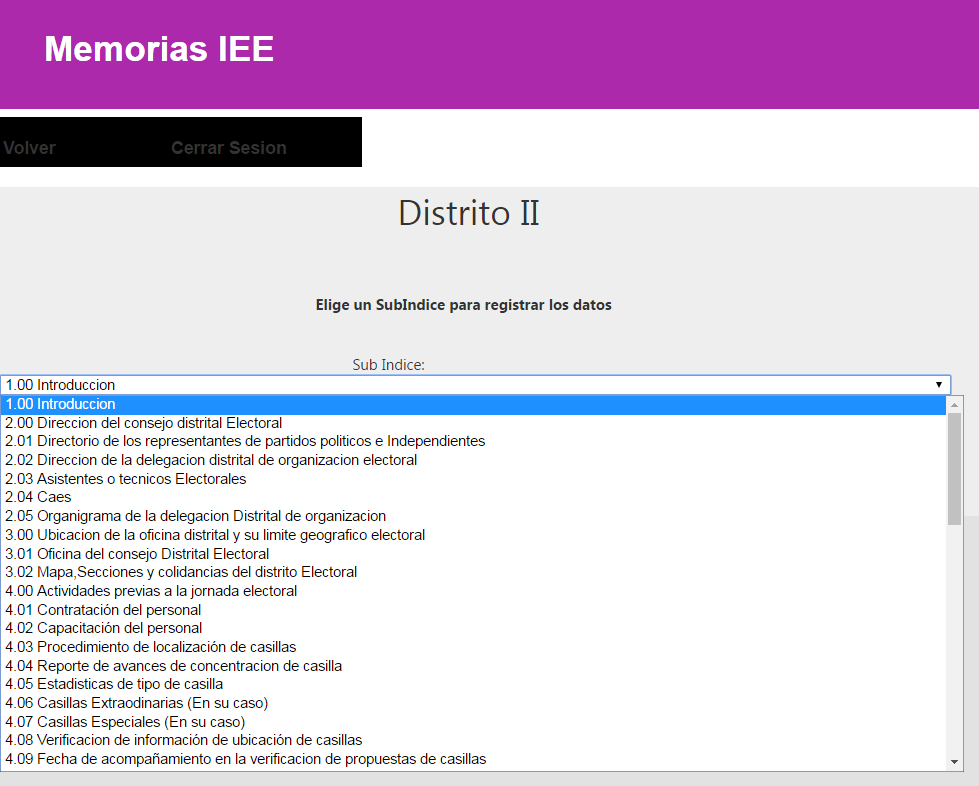 Memorias IEE
Volver Cerrar Sesion
Distrito II
Elige un SubIndice para registrar los datos
Sub Indice:
1.00 Introduccion
1.00 Introduccion
2.00 Direccion del consejo distrital Electoral
2.01 Directorio de los representantes de partidos politicos e Independientes
2.02 Direccion de la delegacion distrital de organizacion electoral
2.03 Asistentes o tecnicos Electorales
2.04 Caes
2.05 Organigrama de la delegacion Distrital de organizacion
3.00 Ubicacion de la oficina distrital y su limite geografico electoral
3.01 Oficina del consejo Distrital Electoral
3.02 Mapa,Secciones y colidancias del distrito Electoral
4.00 Actividades previas a la jornada electoral
4.01 Contratación del personal
4.02 Capacitación del personal
4.03 Procedimiento de localización de casillas
4.04 Reporte de avances de concentracion de casilla
4.05 Estadisticas de tipo de casilla
4.06 Casillas Extraodinarias (En su caso)
4.07 Casillas Especiales (En su caso)
4.08 Verificacion de información de ubicación de casillas
4.09 Fecha de acompañamiento en la verificacion de propuestas de casillas